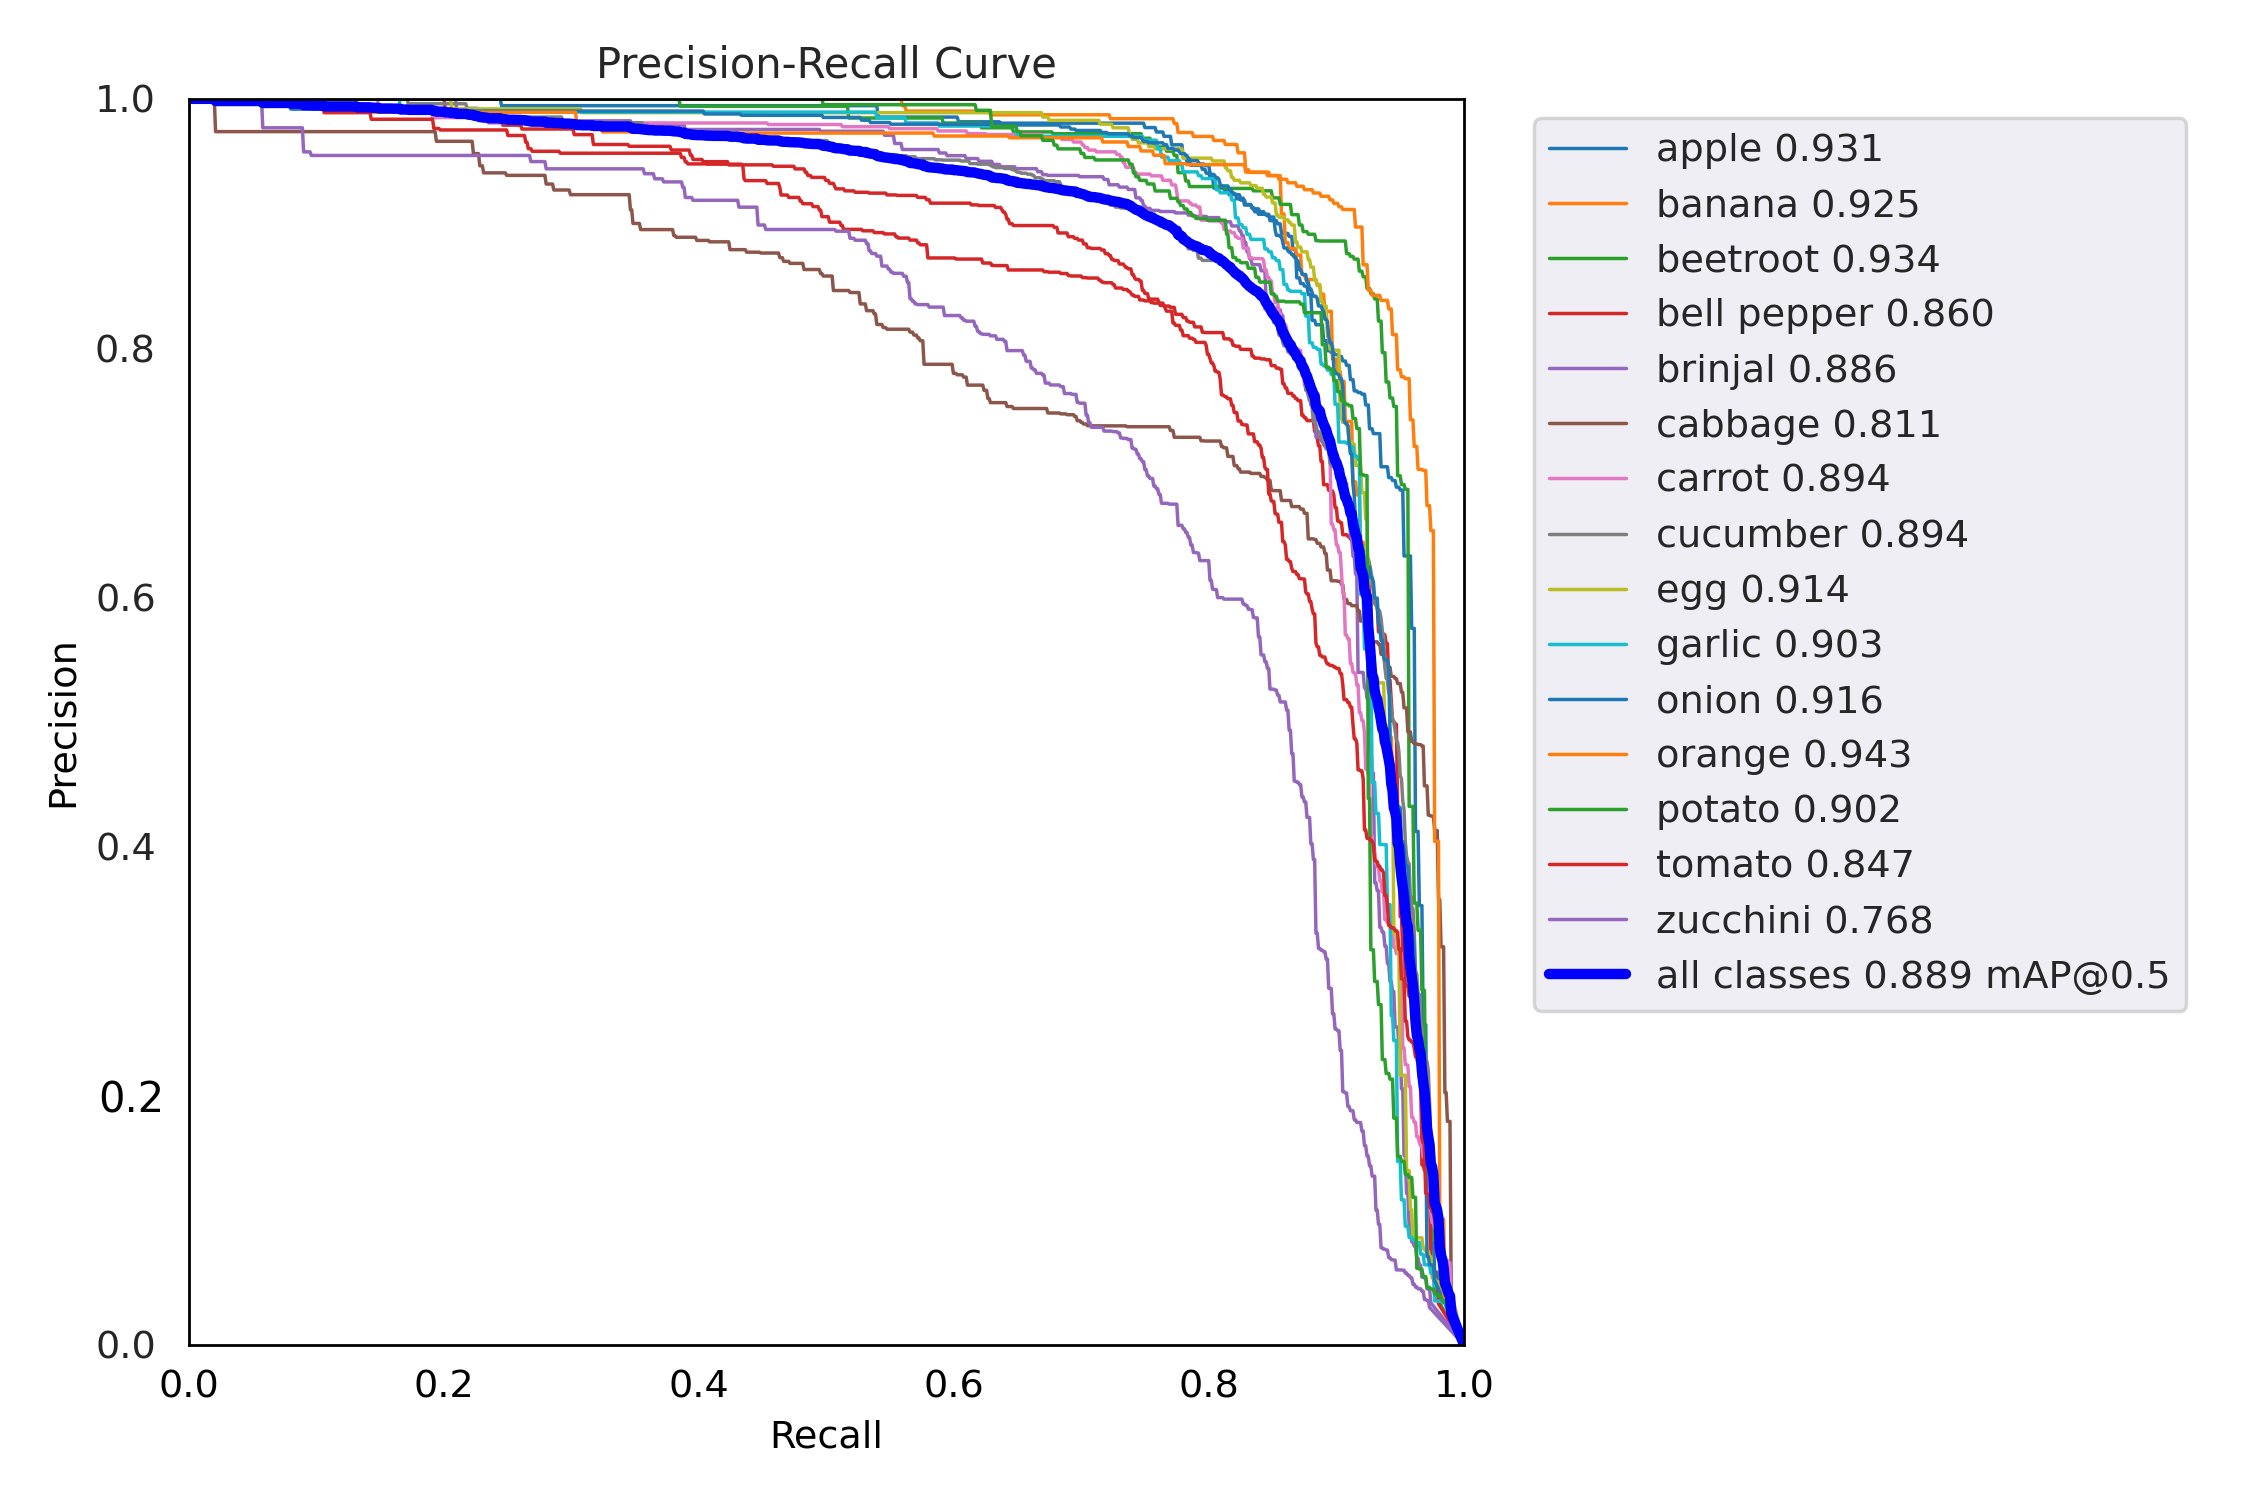 Precision-Recall Curve
1.0
0.8
0.6
0.4
0.2
0.0
Precision
0.0 0.2 0.4 0.6 0.8 1.0
Recall
apple 0.931
banana 0.925
beetroot 0.934
bell pepper 0.860
brinjal 0.886
cabbage 0.811
carrot 0.894
cucumber 0.894
egg 0.914
garlic 0.903
onion 0.916
orange 0.943
potato 0.902
tomato 0.847
zucchini 0.768
all classes 0.889 mAP@0.5